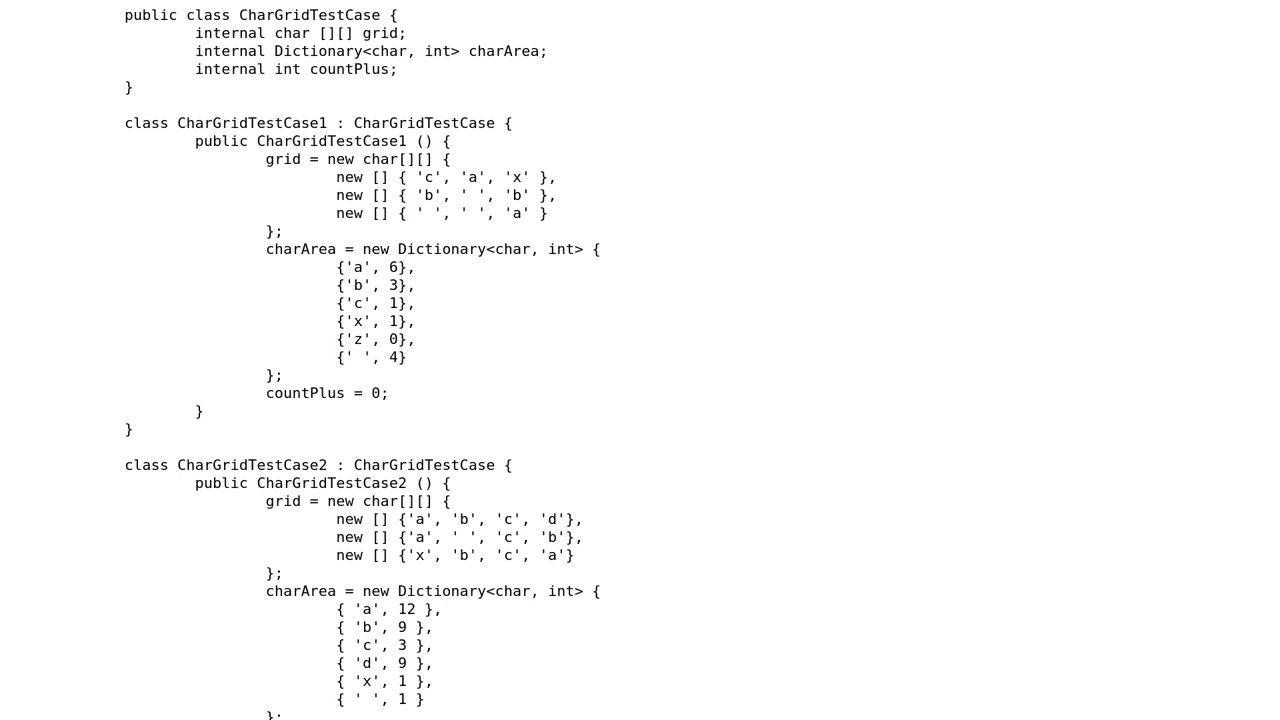 public class CharGridTestCase {
internal char [][] grid;
internal Dictionary<char, int> charArea;
internal int countPlus;
}
class CharGridTestCase1 : CharGridTestCase {
public CharGridTestCase1 () {
grid = new char[][] {
new [] { 'c', 'a', 'x' },
new [] { 'b', ' ', 'b' },
new [] { ' ', ' ', 'a' }
};
charArea = new Dictionary<char, int> {
{'a', 6},
{'b', 3},
{'c', 1},
{'x', 1},
{'z', 0},
{' ', 4}
};
countPlus = 0;
}
}
class CharGridTestCase2 : CharGridTestCase {
public CharGridTestCase2 () {
grid = new char[][] {
new [] {'a', 'b', 'c', 'd'},
new [] {'a', ' ', 'c', 'b'},
new [] {'x', 'b', 'c', 'a'}
};
charArea = new Dictionary<char, int> {
{ 'a', 12 },
{ 'b', 9 },
{ 'c', 3 },
{ 'd', 9 },
{ 'x', 1 },
{ ' ', 1 }
};